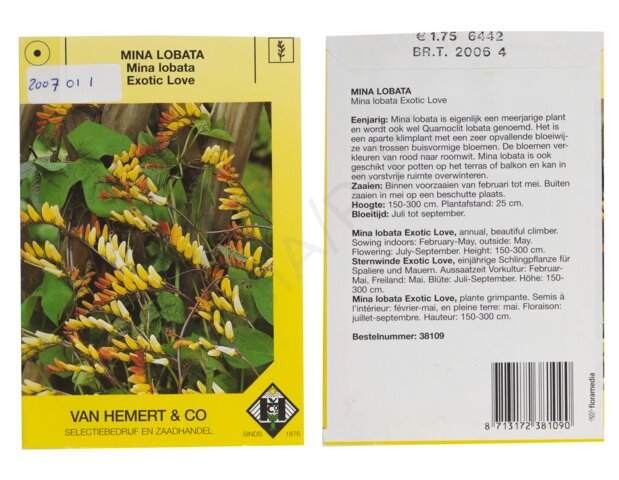 MINA LOBATA
Mina lobata
Exotic Love
2007 01 1
VAN HEMERT & CO
SELECTIEBEDRIJF EN ZAADHANDEL
SINDS 1876
€ 1.75 6442
BR.T. 2006 4
MINA LOBATA
Mina lobata Exotic Love
Eenjarig: Mina lobata is eigenlijk een meerjarige plant
en wordt ook wel Quamoclit lobata genoemd. Het is
een aparte klimplant met een zeer opvallende bloeiwij-
ze van trossen buisvormige bloemen. De bloemen ver-
kleuren van rood naar roomwit. Mina lobata is ook
geschikt voor potten op het terras of balkon en kan in
een vorstvrije ruimte overwinteren.
Zaaien: Binnen voorzaaien van februari tot mei. Buiten
zaaien in mei op een beschutte plaats.
Hoogte: 150-300 cm. Plantafstand: 25 cm.
Bloeitijd: Juli tot september.
Mina lobata Exotic Love, annual, beautiful climber.
Sowing indoors: February-May, outside: May.
Flowering: July-September. Height: 150-300 cm.
Sternwinde Exotic Love, einjährige Schlingpflanze für
Spaliere und Mauern. Aussaatzeit Vorkultur: Februar-
Mai, Freiland: Mai. Blüte: Juli-September. Höhe: 150-
300 cm.
Mina lobata Exotic Love, plante grimpante. Semis à
l'intérieur: février-mai, en pleine terre: mai. Floraison:
juillet-septembre. Hauteur: 150-300 cm.
Bestelnummer: 38109
floramedia
8 713172 381090